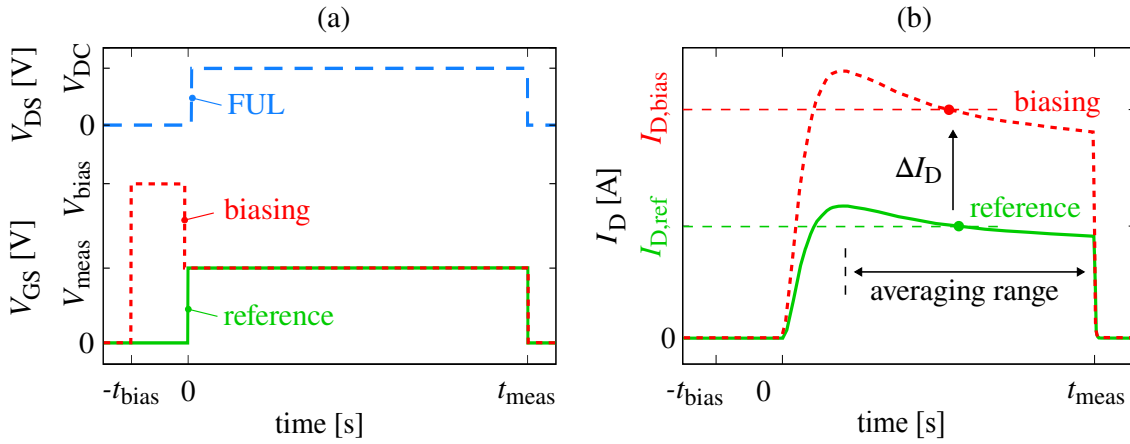 (a)
V_DS [V]
V_DC
0
FUL
V_GS [V]
V_bias
V_meas
0
biasing
reference
-t_bias
0
t_meas
time [s]
(b)
I_D [A]
I_D,bias
I_D,ref
0
biasing
ΔI_D
reference
averaging range
-t_bias
0
t_meas
time [s]